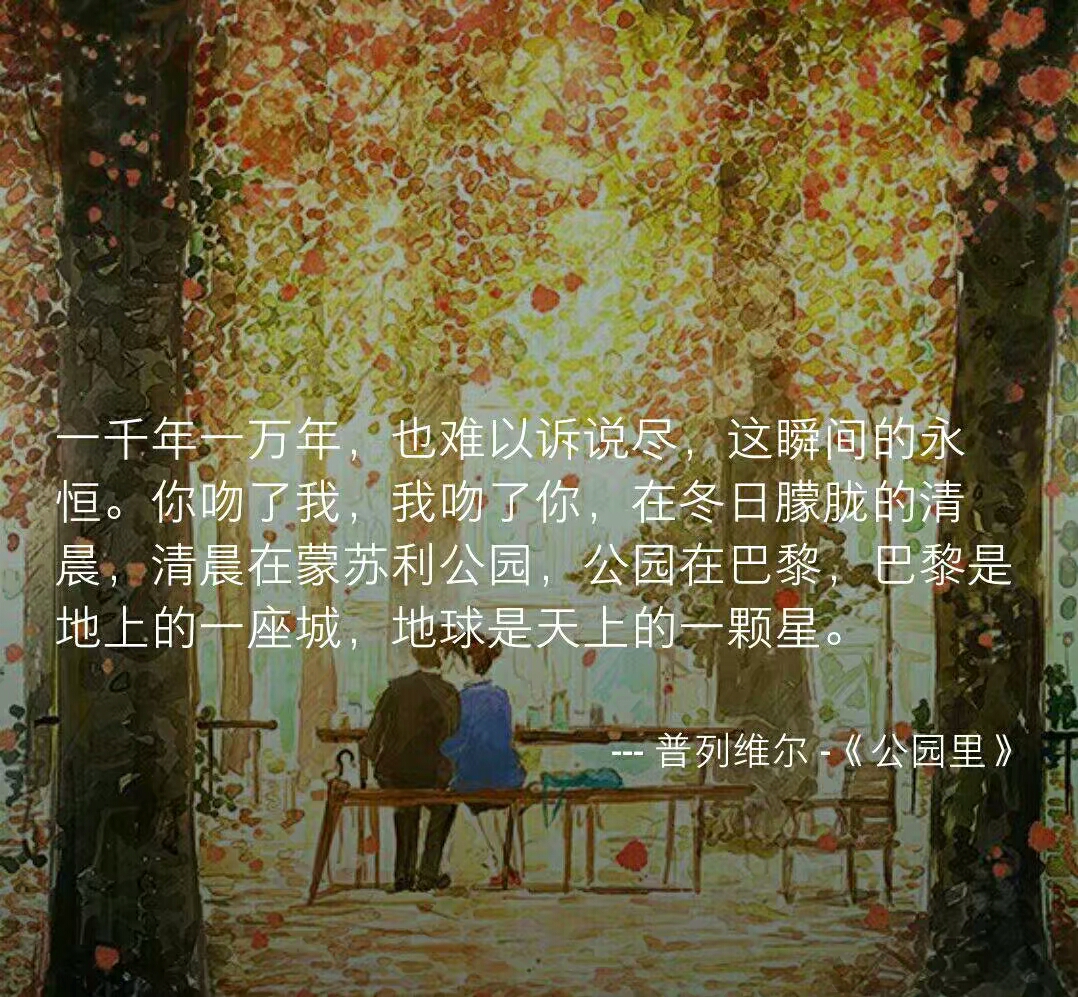 一千年一万年，也难以诉说尽，这瞬间的永
恒。你吻了我，我吻了你，在冬日朦胧的清
晨，清晨在蒙苏利公园，公园在巴黎，巴黎是
地上的一座城，地球是天上的一颗星。
--- 普列维尔 -《公园里》